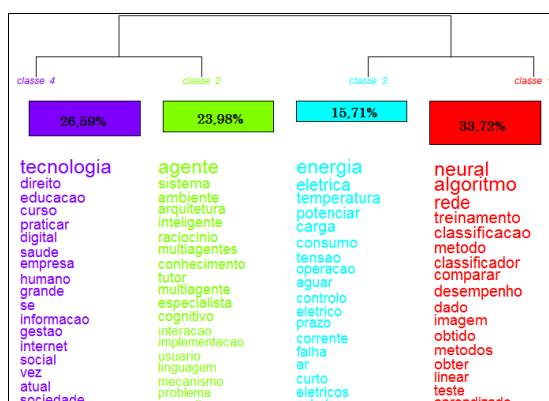 classe 4
classe 2
classe 3
classe
26,59%
23,98%
15,71%
33,72%
tecnologia
direito
educacao
curso
praticar
digital
saude
empresa
humano
grande
se
informacao
gestao
internet
social
vez
atual
sociedade
agente
sistema
ambiente
arquitetura
inteligente
raciocinio
multiagentes
conhecimento
tutor
multiagente
especialista
cognitivo
interacao
implementacao
usuario
linguagem
mecanismo
problema
energia
eletrica
temperatura
potenciar
carga
consumo
tensao
operacao
aguar
controlo
eletrico
prazo
corrente
falha
ar
curto
eletricos
neural
algoritmo
rede
treinamento
classificacao
metodo
classificador
comparar
desempenho
dado
imagem
obtido
metodos
obter
linear
teste
aprendizado